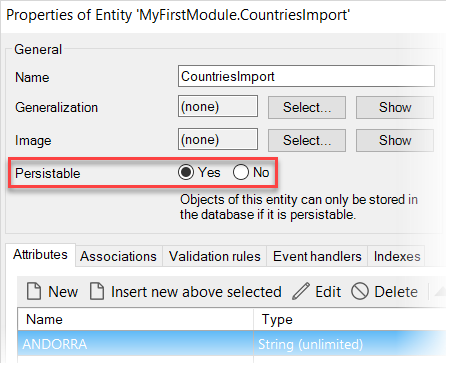 Properties of Entity 'MyFirstModule.CountriesImport'
General
Name CountriesImport
Generalization (none) Select... Show
Image (none) Select... Show
Persistable Yes No
Objects of this entity can only be stored in
the database if it is persistable.
Attributes Associations Validation rules Event handlers Indexes
New Insert new above selected Edit Delete
Name Type
ANDORRA String (unlimited)